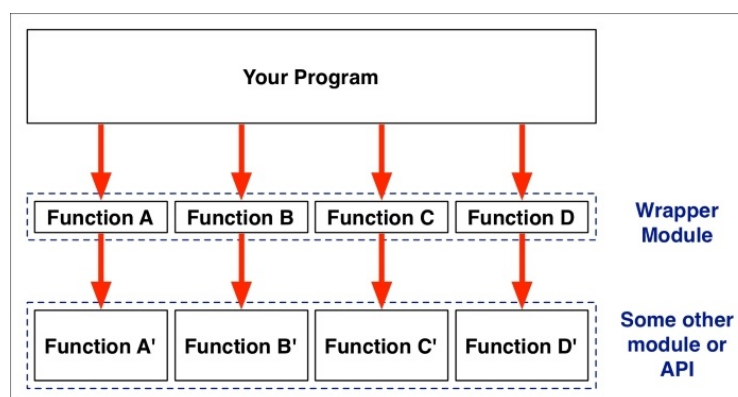 Your Program
Function A
Function B
Function C
Function D
Wrapper
Module
Function A'
Function B'
Function C'
Function D'
Some other
module or
API